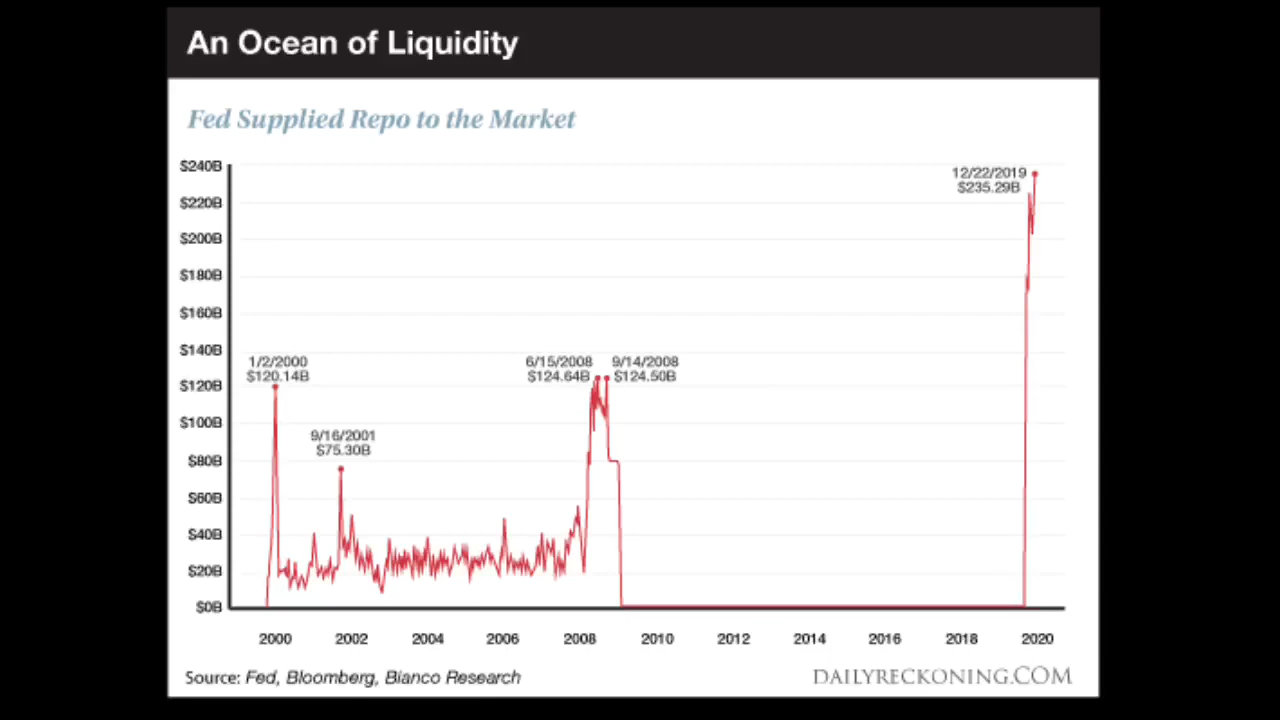 An Ocean of Liquidity
Fed Supplied Repo to the Market
$240B
$220B
$200B
$180B
$160B
$140B
$120B
$100B
$80B
$60B
$40B
$20B
$0B
1/2/2000
$120.14B
9/16/2001
$75.30B
6/15/2008
$124.64B
9/14/2008
$124.50B
12/22/2019
$235.29B
2000 2002 2004 2006 2008 2010 2012 2014 2016 2018 2020
Source: Fed, Bloomberg, Bianco Research
DAILYRECKONING.COM